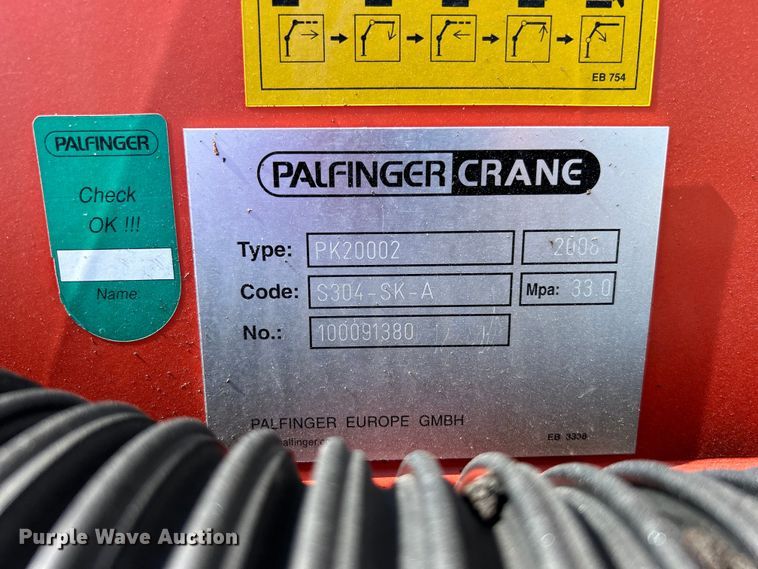 EB 754
PALFINGER
Check
OK !!!
Name
PALFINGER CRANE
Type: PK20002 2008
Code: S304-SK-A Mpa: 33.0
No.: 100091380
PALFINGER EUROPE GMBH
EB 3338
Purple Wave Auction